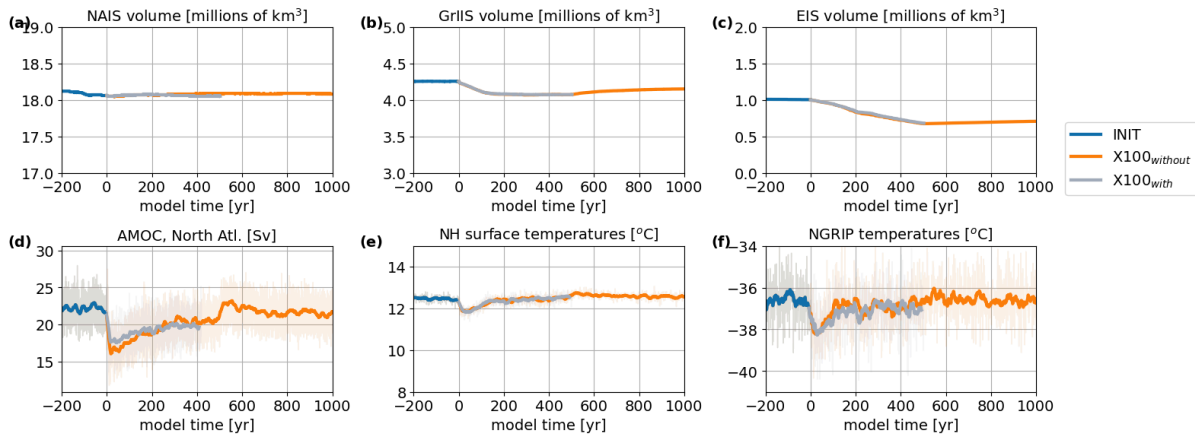 (a) NAIS volume [millions of km³]
19.0
18.5
18.0
17.5
17.0
−200 0 200 400 600 800 1000
model time [yr]
(b) GrIIS volume [millions of km³]
5.0
4.5
4.0
3.5
3.0
−200 0 200 400 600 800 1000
model time [yr]
(c) EIS volume [millions of km³]
2.0
1.5
1.0
0.5
0.0
−200 0 200 400 600 800 1000
model time [yr]
INIT
X100without
X100with
(d) AMOC, North Atl. [Sv]
30
25
20
15
−200 0 200 400 600 800 1000
model time [yr]
(e) NH surface temperatures [°C]
14
12
10
8
−200 0 200 400 600 800 1000
model time [yr]
(f) NGRIP temperatures [°C]
−34
−36
−38
−40
−200 0 200 400 600 800 1000
model time [yr]